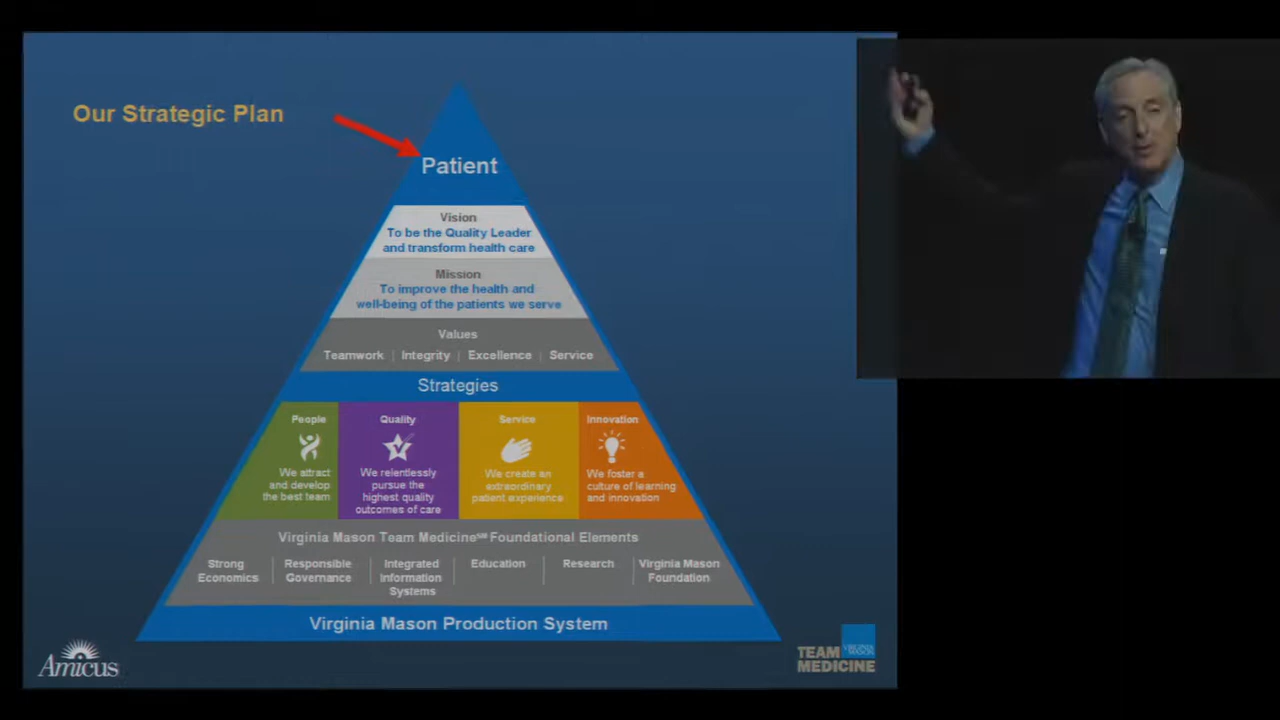 Our Strategic Plan
Patient
Vision
To be the Quality Leader
and transform health care
Mission
To improve the health and
well-being of the patients we serve
Values
Teamwork | Integrity | Excellence | Service
Strategies
People
We attract
and develop
the best team
Quality
We relentlessly
pursue the
highest quality
outcomes of care
Service
We create an
extraordinary
patient experience
Innovation
We foster a
culture of learning
and innovation
Virginia Mason Team Medicine℠ Foundational Elements
Strong
Economics
Responsible
Governance
Integrated
Information
Systems
Education
Research
Virginia Mason
Foundation
Virginia Mason Production System
Amicus
VIRGINIA
MASON
TEAM
MEDICINE